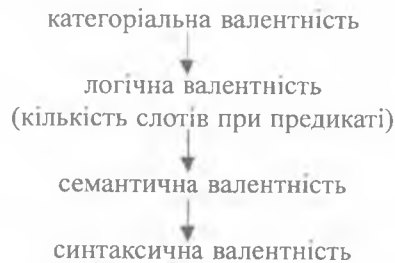 категоріальна валентність
логічна валентність
(кількість слотів при предикаті)
семантична валентність
синтаксична валентність